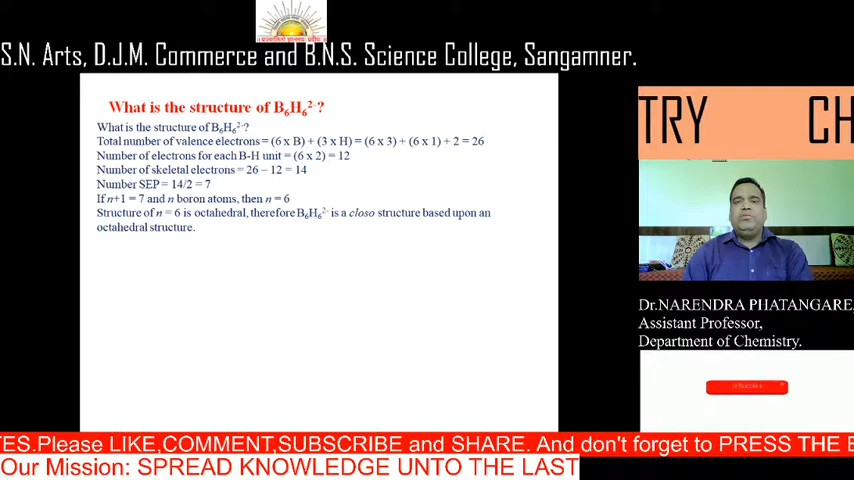 S.N. Arts, D.J.M. Commerce and B.N.S. Science College, Sangamner.
What is the structure of B₆H₆²⁻?
What is the structure of B₆H₆²⁻?
Total number of valence electrons = (6 x B) + (3 x H) = (6 x 3) + (6 x 1) + 2 = 26
Number of electrons for each B-H unit = (6 x 2) = 12
Number of skeletal electrons = 26 – 12 = 14
Number SEP = 14/2 = 7
If n+1 = 7 and n boron atoms, then n = 6
Structure of n = 6 is octahedral, therefore B₆H₆²⁻ is a closo structure based upon an
octahedral structure.
TRY CH
Dr.NARENDRA PHATANGARE,
Assistant Professor,
Department of Chemistry.
TES.Please LIKE,COMMENT,SUBSCRIBE and SHARE. And don't forget to PRESS THE B
Our Mission: SPREAD KNOWLEDGE UNTO THE LAST